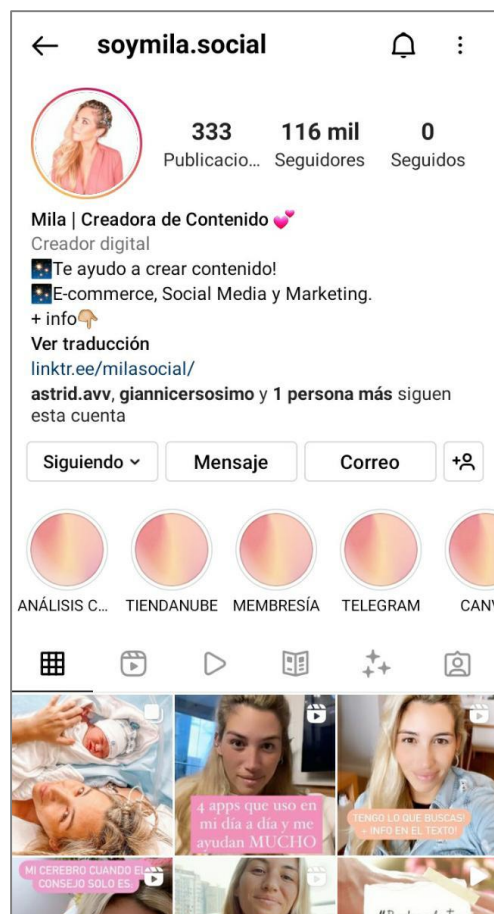 soymila.social
333 116 mil 0
Publicacio... Seguidores Seguidos
Mila | Creadora de Contenido 💕
Creador digital
🎇Te ayudo a crear contenido!
🎇E-commerce, Social Media y Marketing.
+ info👇🏼
Ver traducción
linktr.ee/milasocial/
astrid.avv, giannicersosimo y 1 persona más siguen
esta cuenta
Siguiendo Mensaje Correo
ANÁLISIS C... TIENDANUBE MEMBRESÍA TELEGRAM CANV
4 apps que uso en
mi día a día y me
ayudan MUCHO
TENGO LO QUE BUSCAS!
+ INFO EN EL TEXTO!
MI CEREBRO CUANDO EL
CONSEJO SOLO ES: